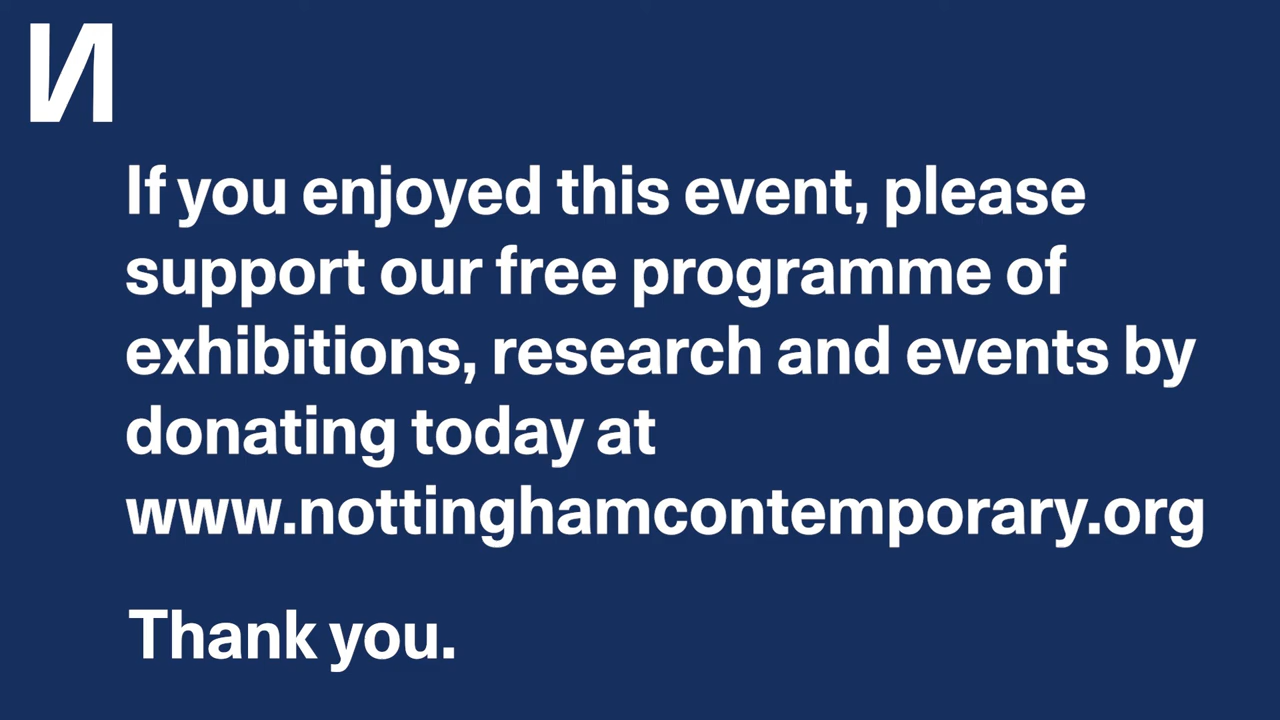 И
If you enjoyed this event, please
support our free programme of
exhibitions, research and events by
donating today at
www.nottinghamcontemporary.org
Thank you.